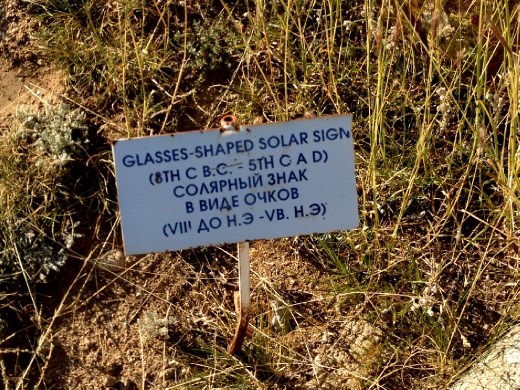 GLASSES-SHAPED SOLAR SIGN
(8TH C B.C. - 5TH C A D)
СОЛЯРНЫЙ ЗНАК
В ВИДЕ ОЧКОВ
(VIII ДО Н.Э -VВ. Н.Э)